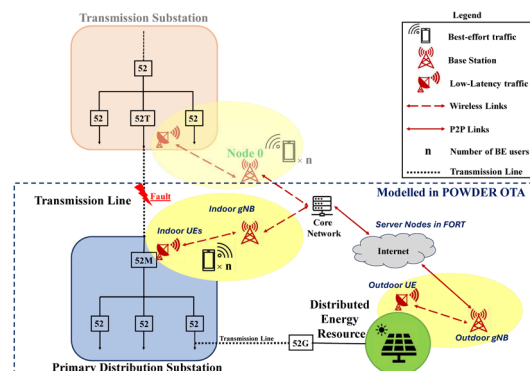 Transmission Substation
52
52
52T
52
Node 0
× n
Legend
Best-effort traffic
Base Station
Low-Latency traffic
Wireless Links
P2P Links
n Number of BE users
Transmission Line
Modelled in POWDER OTA
Transmission Line
Fault
Indoor gNB
Indoor UEs
× n
Core
Network
Server Nodes in FORT
Internet
52M
52
52
52
Transmission Line
52G
Distributed
Energy
Resource
Outdoor UE
Outdoor gNB
Primary Distribution Substation